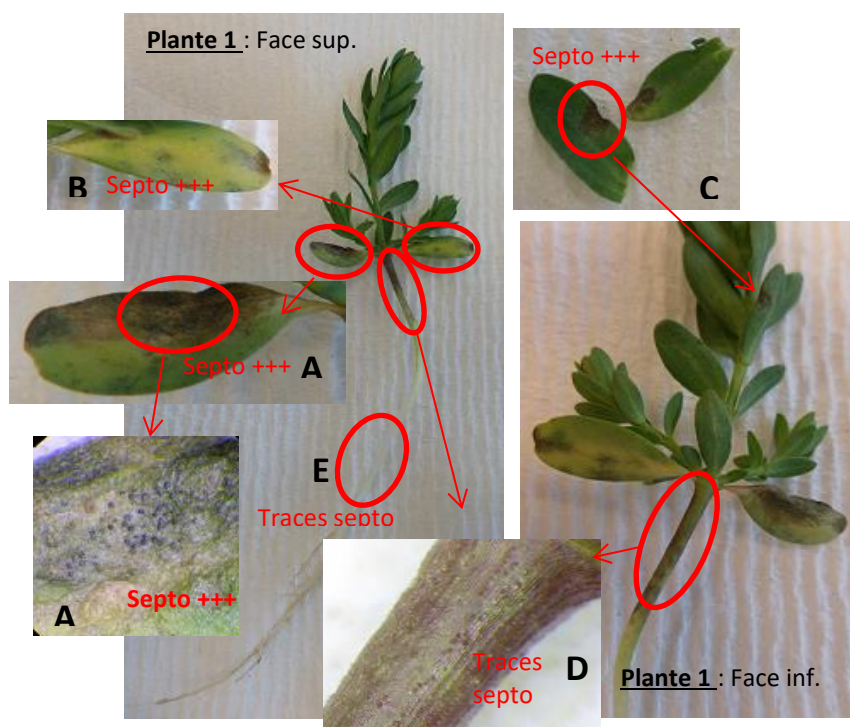 Plante 1 : Face sup.
Septo +++
C
B
Septo +++
Septo +++
A
E
Traces septo
A
Septo +++
Traces
septo
D
Plante 1 : Face inf.